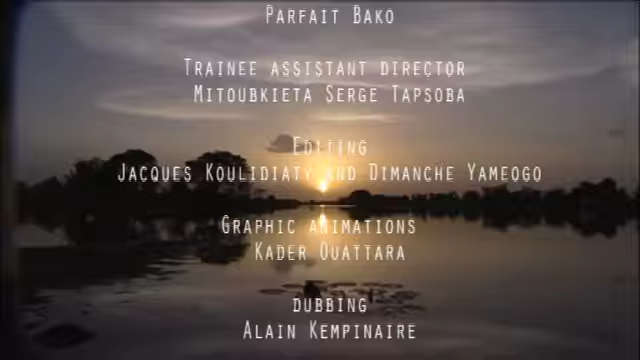 Parfait Bako
Trainee assistant director
Mitoubkieta Serge Tapsoba
Editing
Jacques Koulidiaty and Dimanche Yameogo
Graphic animations
Kader Ouattara
dubbing
Alain Kempinaire